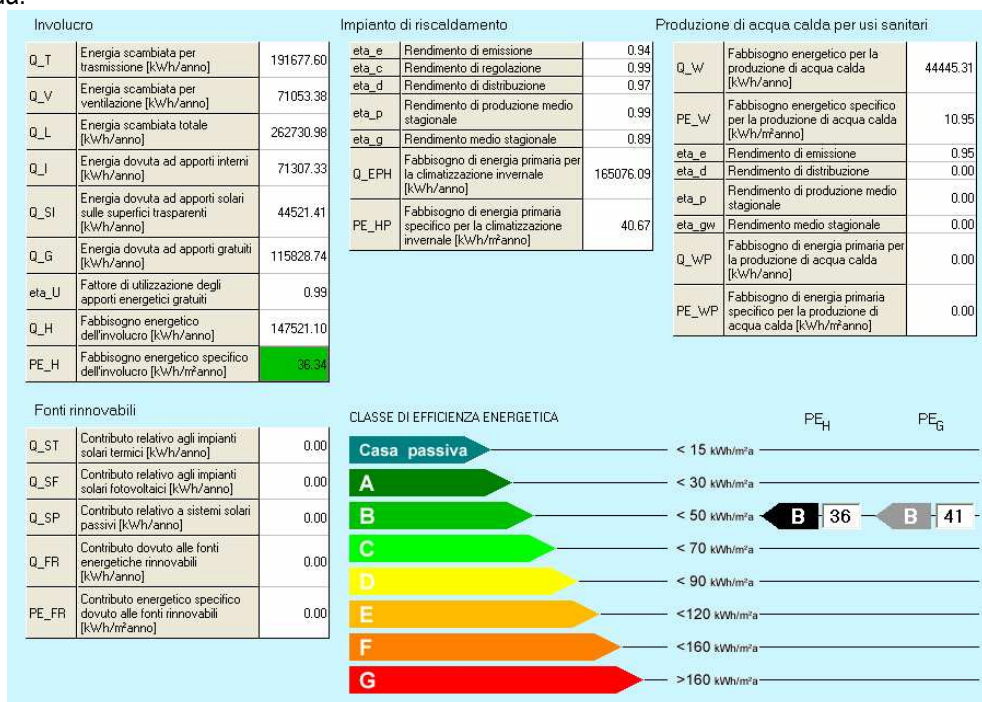 da.
Involucro
Q_T Energia scambiata per
trasmissione [kWh/anno] 191677.60
Q_V Energia scambiata per
ventilazione [kWh/anno] 71053.38
Q_L Energia scambiata totale
[kWh/anno] 262730.98
Q_I Energia dovuta ad apporti interni
[kWh/anno] 71307.33
Q_SI Energia dovuta ad apporti solari
sulle superfici trasparenti
[kWh/anno] 44521.41
Q_G Energia dovuta ad apporti gratuiti
[kWh/anno] 115828.74
eta_U Fattore di utilizzazione degli
apporti energetici gratuiti 0.99
Q_H Fabbisogno energetico
dell'involucro [kWh/anno] 147521.10
PE_H Fabbisogno energetico specifico
dell'involucro [kWh/m²anno] 36.34
Impianto di riscaldamento
eta_e Rendimento di emissione 0.94
eta_c Rendimento di regolazione 0.99
eta_d Rendimento di distribuzione 0.97
eta_p Rendimento di produzione medio
stagionale 0.99
eta_g Rendimento medio stagionale 0.89
Q_EPH Fabbisogno di energia primaria per
la climatizzazione invernale
[kWh/anno] 165076.09
PE_HP Fabbisogno di energia primaria
specifico per la climatizzazione
invernale [kWh/m²anno] 40.67
Produzione di acqua calda per usi sanitari
Q_W Fabbisogno energetico per la
produzione di acqua calda
[kWh/anno] 44445.31
PE_W Fabbisogno energetico specifico
per la produzione di acqua calda
[kWh/m²anno] 10.95
eta_e Rendimento di emissione 0.95
eta_d Rendimento di distribuzione 0.00
eta_p Rendimento di produzione medio
stagionale 0.00
eta_gw Rendimento medio stagionale 0.00
Q_WP Fabbisogno di energia primaria per
la produzione di acqua calda
[kWh/anno] 0.00
PE_WP Fabbisogno di energia primaria
specifico per la produzione di
acqua calda [kWh/m²anno] 0.00
Fonti rinnovabili
Q_ST Contributo relativo agli impianti
solari termici [kWh/anno] 0.00
Q_SF Contributo relativo agli impianti
solari fotovoltaici [kWh/anno] 0.00
Q_SP Contributo relativo a sistemi solari
passivi [kWh/anno] 0.00
Q_FR Contributo dovuto alle fonti
energetiche rinnovabili
[kWh/anno] 0.00
PE_FR Contributo energetico specifico
dovuto alle fonti rinnovabili
[kWh/m²anno] 0.00
CLASSE DI EFFICIENZA ENERGETICA PE_H PE_G
Casa passiva < 15 kWh/m²a
A < 30 kWh/m²a
B < 50 kWh/m²a B 36 B 41
C < 70 kWh/m²a
D < 90 kWh/m²a
E <120 kWh/m²a
F <160 kWh/m²a
G >160 kWh/m²a